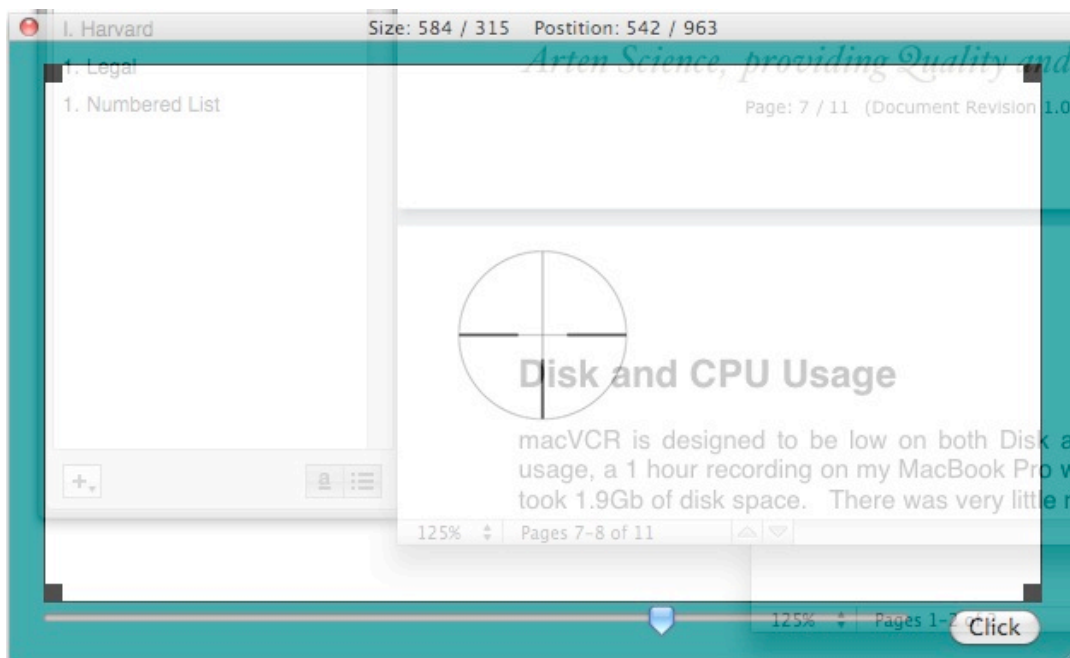 I. Harvard
Size: 584 / 315 Postition: 542 / 963
1. Legal
Arten Science, providing Quality and
1. Numbered List
Page: 7 / 11 (Document Revision 1.0
Disk and CPU Usage
macVCR is designed to be low on both Disk a
usage, a 1 hour recording on my MacBook Pro w
took 1.9Gb of disk space. There was very little
a
125% Pages 7-8 of 11
125% Pages 1-2 of
Click